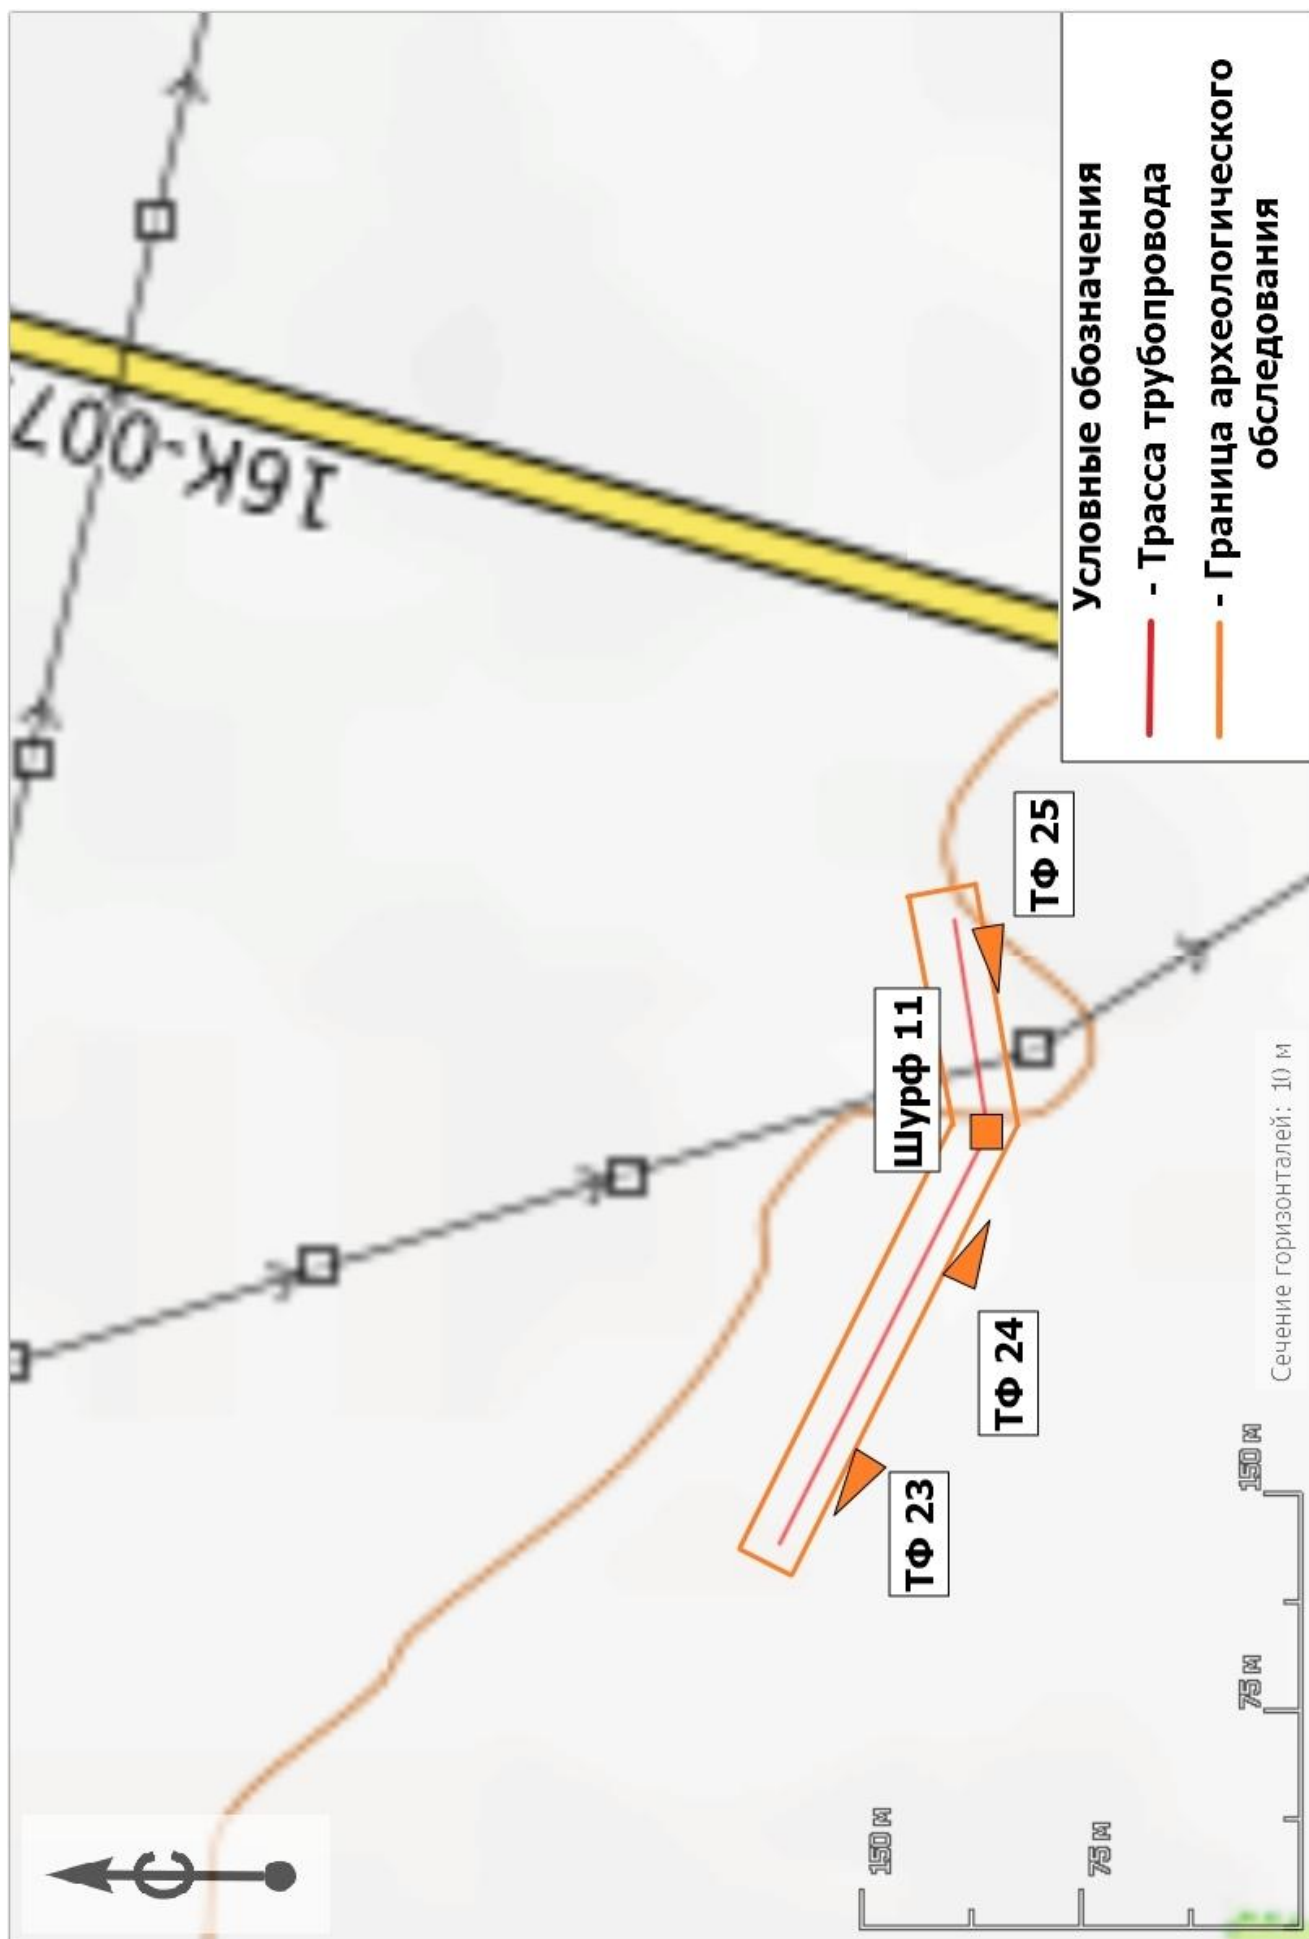 С
16К-007
Шурф 11
ТФ 23
ТФ 24
ТФ 25
150 м
75 м
75 м
150 м
Сечение горизонталей: 10 м
Условные обозначения
- Трасса трубопровода
- Граница археологического
обследования